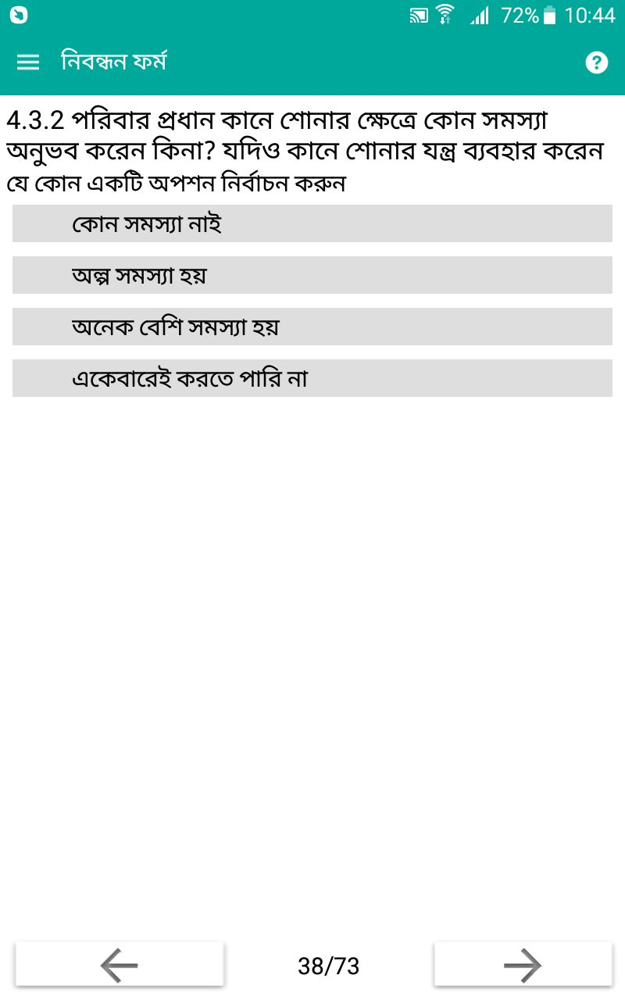 72% 10:44
নিবন্ধন ফর্ম ?
4.3.2 পরিবার প্রধান কানে শোনার ক্ষেত্রে কোন সমস্যা
অনুভব করেন কিনা? যদিও কানে শোনার যন্ত্র ব্যবহার করেন
যে কোন একটি অপশন নির্বাচন করুন
কোন সমস্যা নাই
অল্প সমস্যা হয়
অনেক বেশি সমস্যা হয়
একেবারেই করতে পারি না
38/73